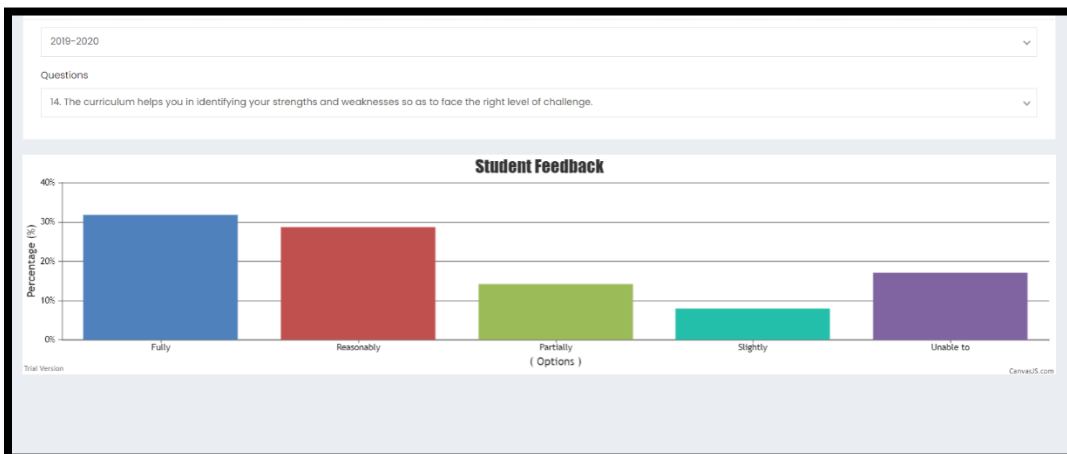 2019-2020
Questions
14. The curriculum helps you in identifying your strengths and weaknesses so as to face the right level of challenge.
Student Feedback
40%
30%
20%
10%
0%
Percentage (%)
Fully
Reasonably
Partially
Slightly
Unable to
( Options )
Trial Version
CanvasJS.com